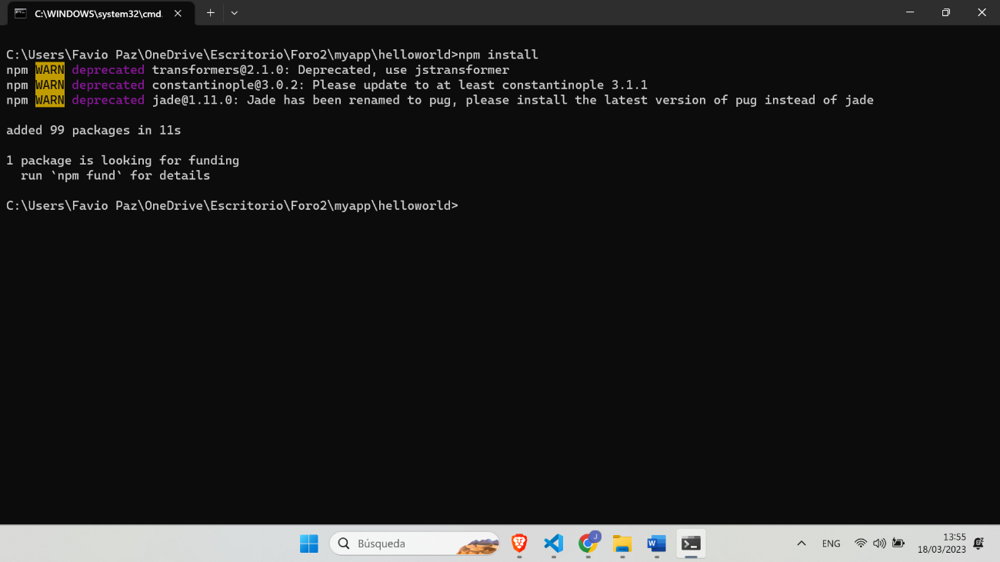 C:\WINDOWS\system32\cmd.
C:\Users\Favio Paz\OneDrive\Escritorio\Foro2\myapp\helloworld>npm install
npm WARN deprecated transformers@2.1.0: Deprecated, use jstransformer
npm WARN deprecated constantinople@3.0.2: Please update to at least constantinople 3.1.1
npm WARN deprecated jade@1.11.0: Jade has been renamed to pug, please install the latest version of pug instead of jade
added 99 packages in 11s
1 package is looking for funding
run `npm fund` for details
C:\Users\Favio Paz\OneDrive\Escritorio\Foro2\myapp\helloworld>
Búsqueda
J
W
ENG
13:55
18/03/2023